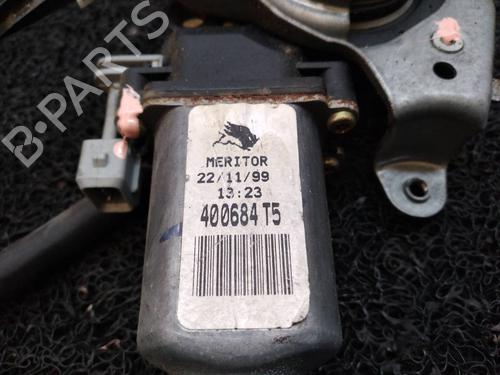 B-PARTS
MERITOR
22/11/99
13:23
400684 T5